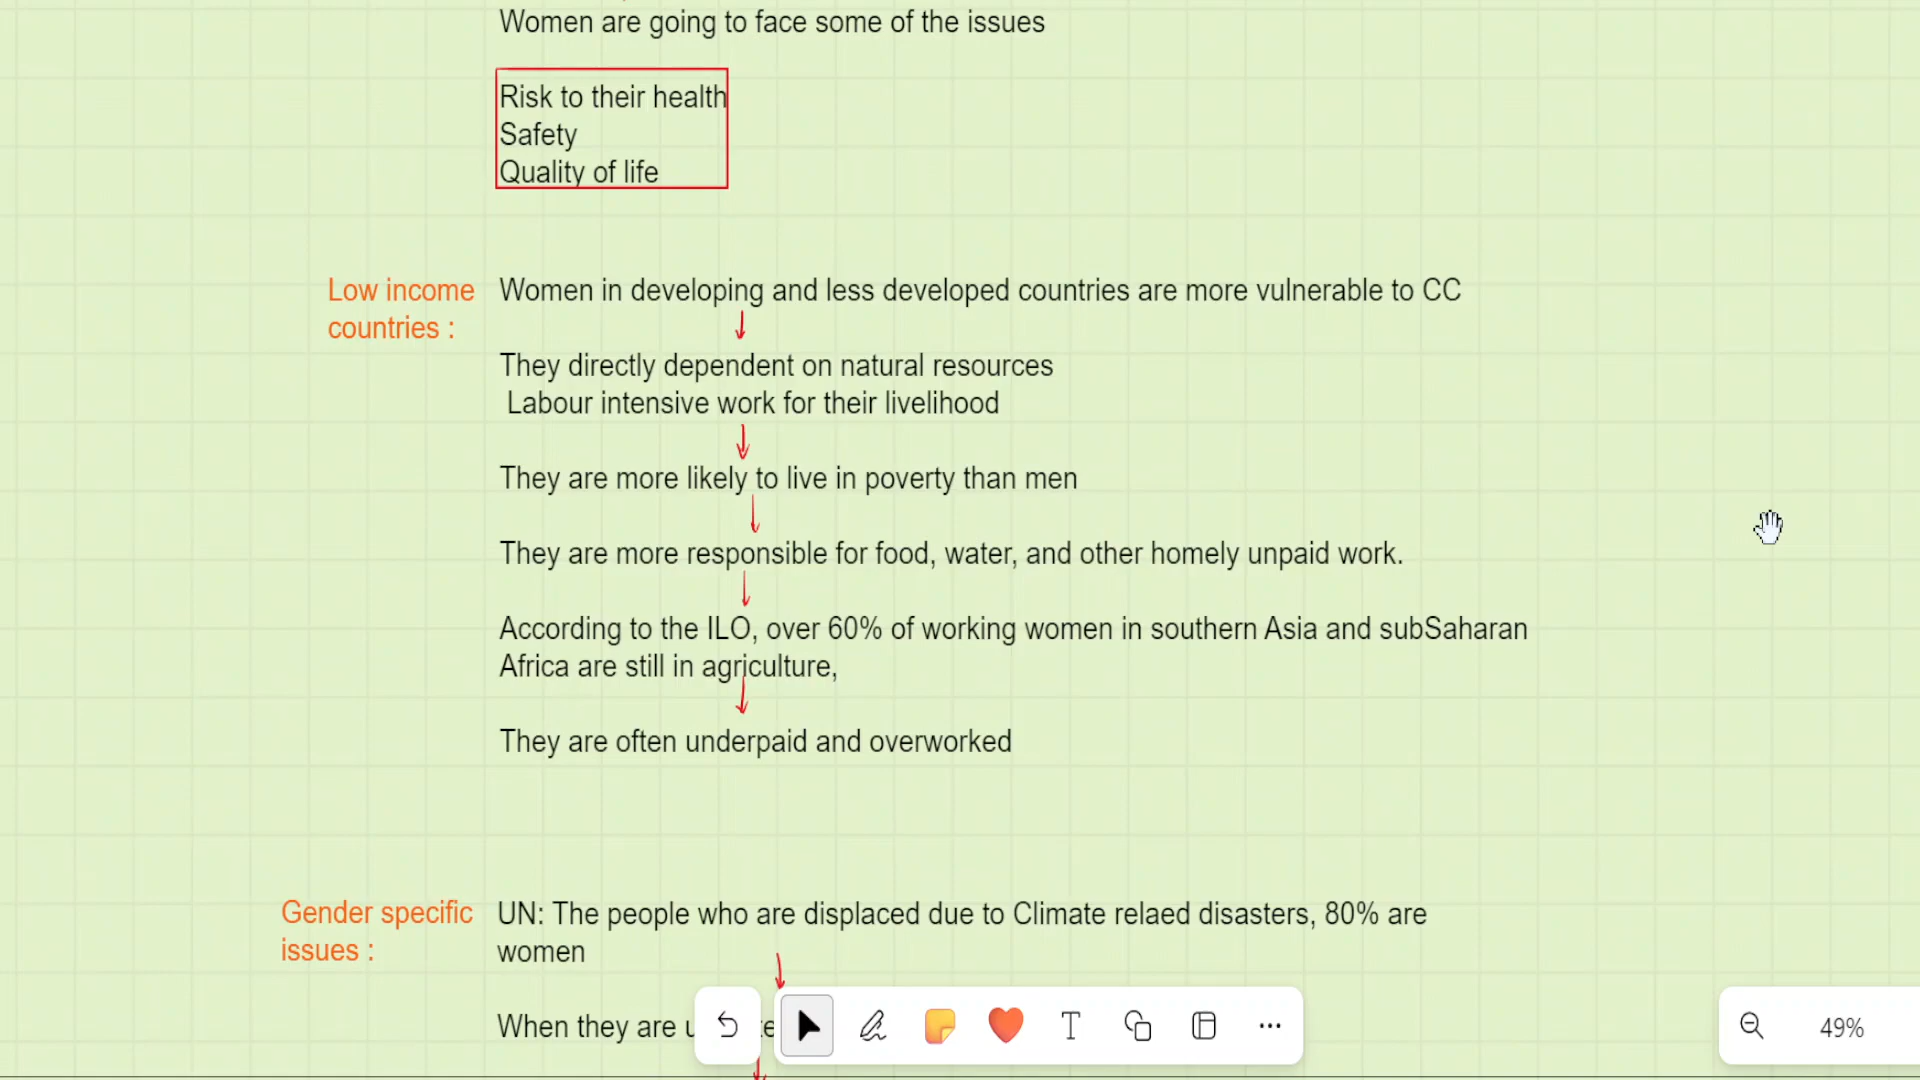 Women are going to face some of the issues
Risk to their health
Safety
Quality of life
Low income
countries :
Women in developing and less developed countries are more vulnerable to CC
They directly dependent on natural resources
Labour intensive work for their livelihood
They are more likely to live in poverty than men
They are more responsible for food, water, and other homely unpaid work.
According to the ILO, over 60% of working women in southern Asia and subSaharan
Africa are still in agriculture,
They are often underpaid and overworked
Gender specific
issues :
UN: The people who are displaced due to Climate relaed disasters, 80% are
women
When they are
49%